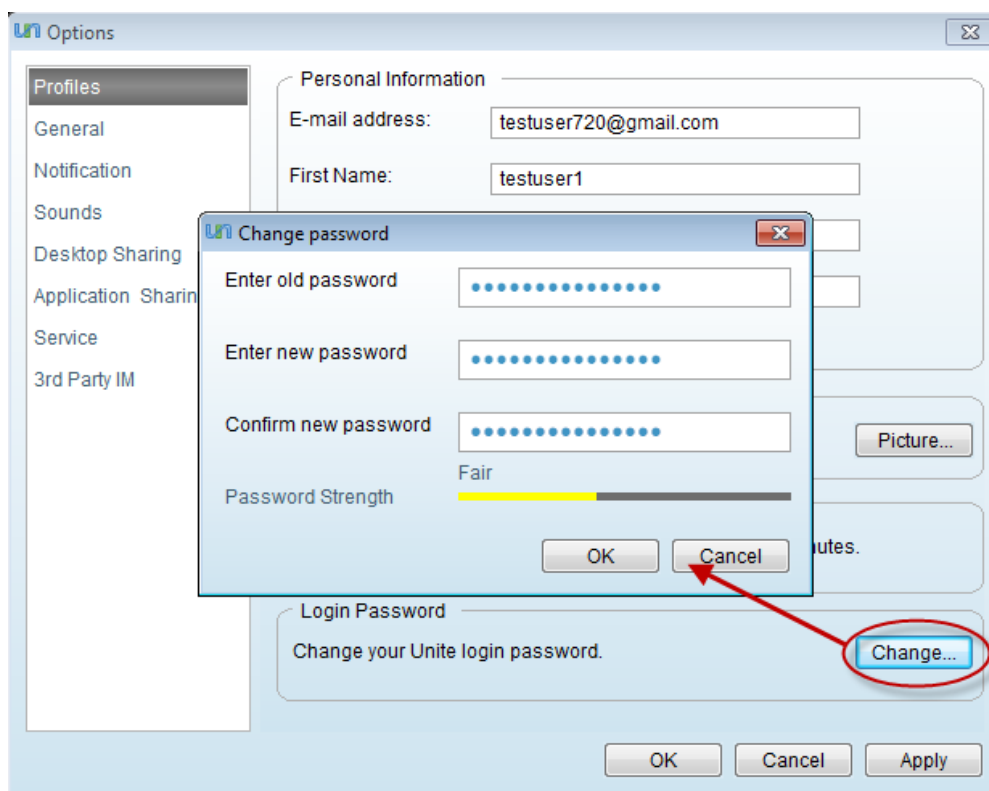 un Options
Profiles
General
Notification
Sounds
Desktop Sharing
Application Sharin
Service
3rd Party IM
Personal Information
E-mail address: testuser720@gmail.com
First Name: testuser1
un Change password
Enter old password
Enter new password
Confirm new password
Fair
Password Strength
OK Cancel
Picture...
utes.
Login Password
Change your Unite login password. Change...
OK Cancel Apply